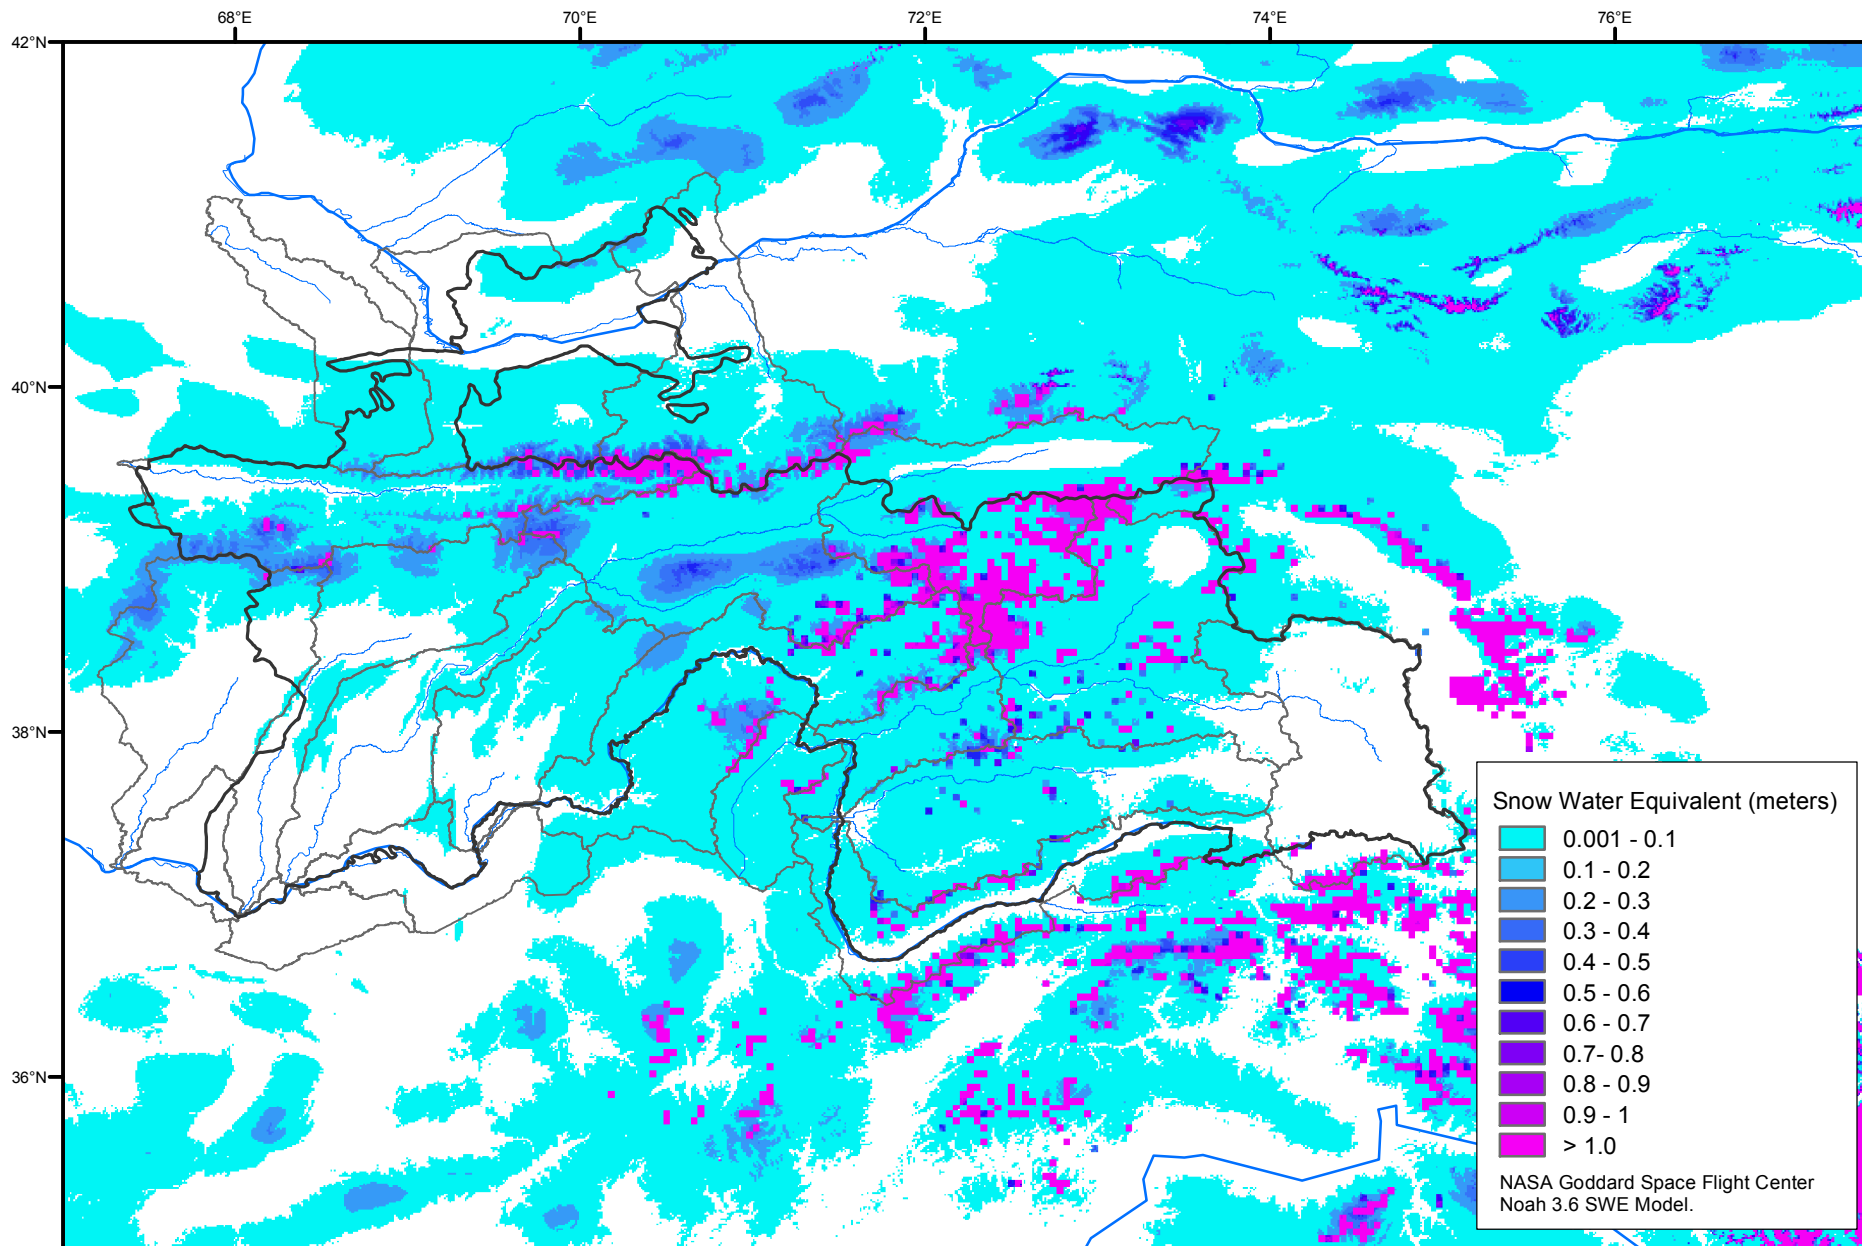 68°E
70°E
72°E
74°E
76°E
42°N
40°N
38°N
36°N
Snow Water Equivalent (meters)
0.001 - 0.1
0.1 - 0.2
0.2 - 0.3
0.3 - 0.4
0.4 - 0.5
0.5 - 0.6
0.6 - 0.7
0.7- 0.8
0.8 - 0.9
0.9 - 1
> 1.0
NASA Goddard Space Flight Center
Noah 3.6 SWE Model.